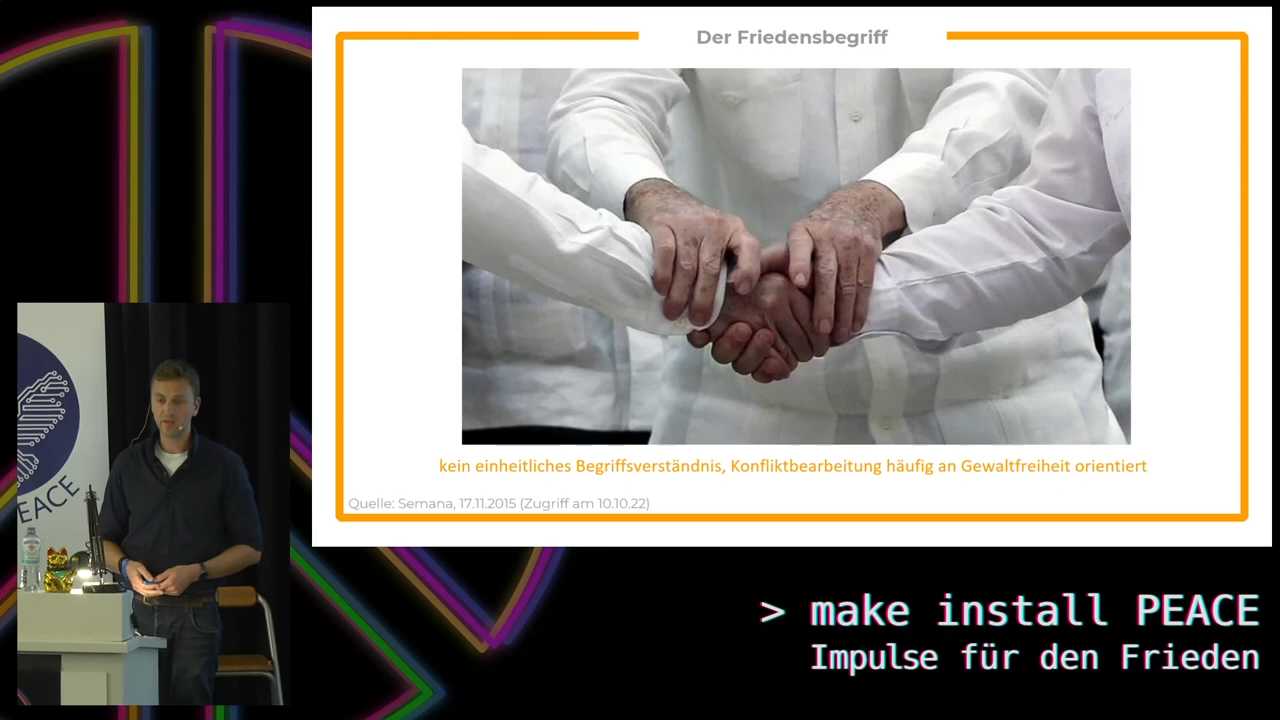 Der Friedensbegriff
kein einheitliches Begriffsverständnis, Konfliktbearbeitung häufig an Gewaltfreiheit orientiert
Quelle: Semana, 17.11.2015 (Zugriff am 10.10.22)
EACE
> make install PEACE
Impulse für den Frieden